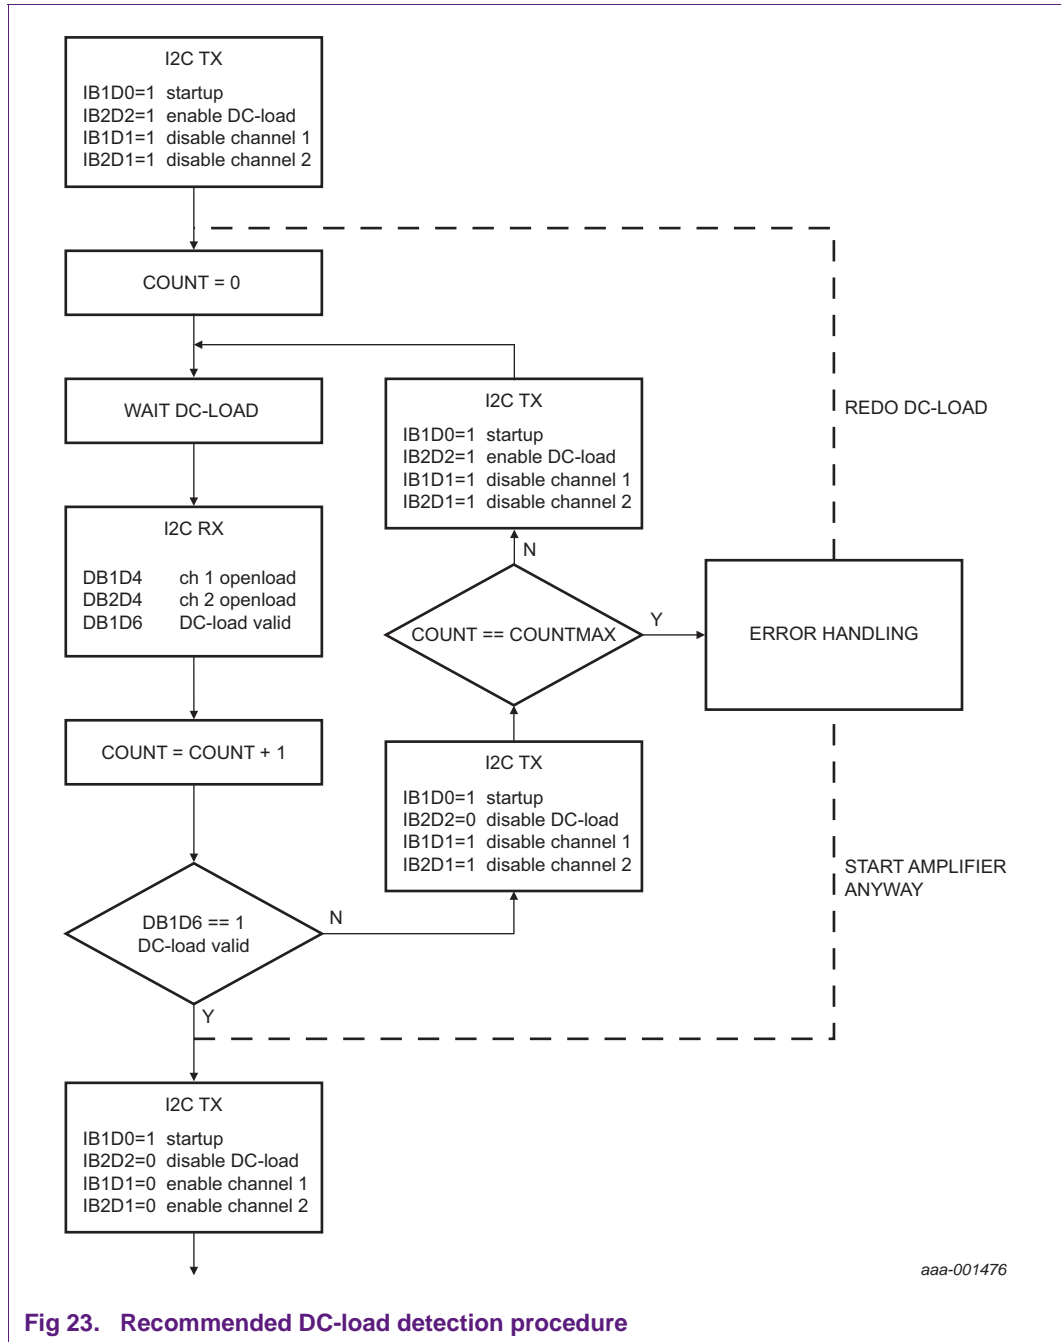 I2C TX
IB1D0=1 startup
IB2D2=1 enable DC-load
IB1D1=1 disable channel 1
IB2D1=1 disable channel 2
COUNT = 0
WAIT DC-LOAD
I2C RX
DB1D4 ch 1 openload
DB2D4 ch 2 openload
DB1D6 DC-load valid
COUNT = COUNT + 1
DB1D6 == 1
DC-load valid
N
Y
I2C TX
IB1D0=1 startup
IB2D2=0 disable DC-load
IB1D1=1 disable channel 1
IB2D1=1 disable channel 2
COUNT == COUNTMAX
N
Y
I2C TX
IB1D0=1 startup
IB2D2=1 enable DC-load
IB1D1=1 disable channel 1
IB2D1=1 disable channel 2
ERROR HANDLING
REDO DC-LOAD
START AMPLIFIER
ANYWAY
I2C TX
IB1D0=1 startup
IB2D2=0 disable DC-load
IB1D1=0 enable channel 1
IB2D1=0 enable channel 2
aaa-001476
Fig 23. Recommended DC-load detection procedure